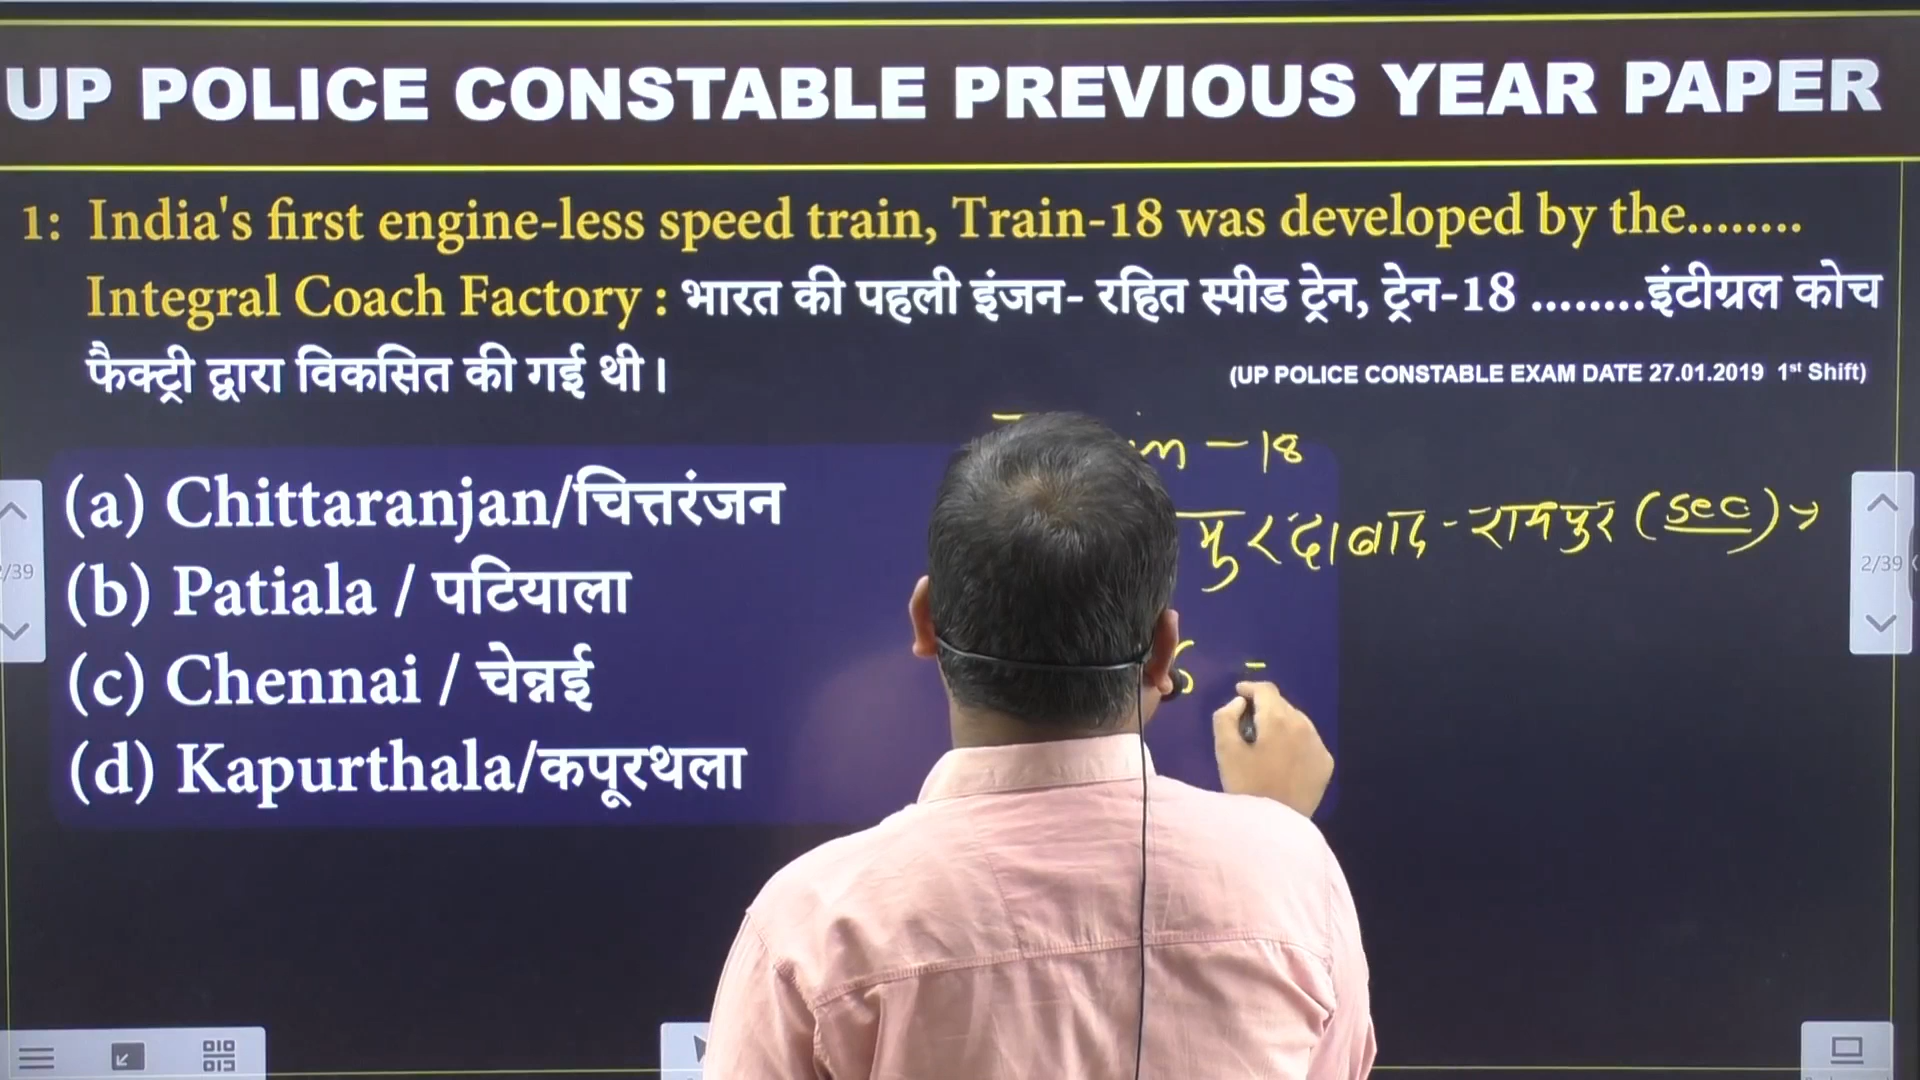 UP POLICE CONSTABLE PREVIOUS YEAR PAPER
1: India's first engine-less speed train, Train-18 was developed by the........
Integral Coach Factory : भारत की पहली इंजन- रहित स्पीड ट्रेन, ट्रेन-18 ........इंटीग्रल कोच
फैक्ट्री द्वारा विकसित की गई थी।
(UP POLICE CONSTABLE EXAM DATE 27.01.2019 1st Shift)
(a) Chittaranjan/चित्तरंजन
(b) Patiala / पटियाला
(c) Chennai / चेन्नई
(d) Kapurthala/कपूरथला
– 18
मुरादाबाद - रामपुर (sec) →
/39
2/39